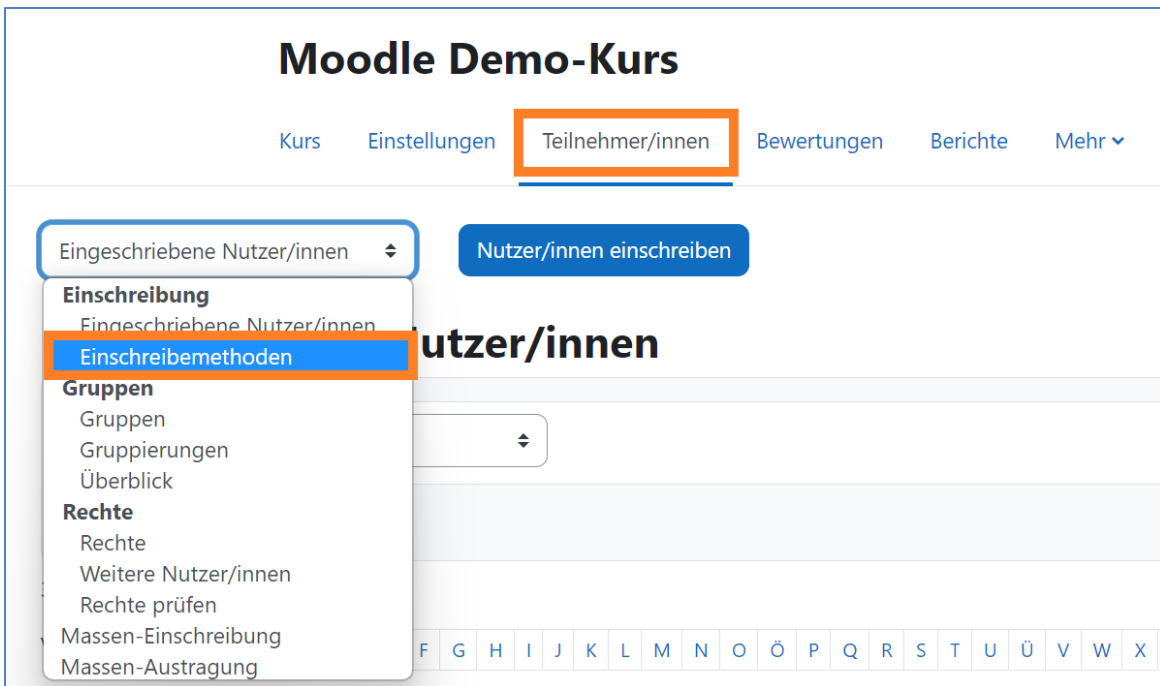 Moodle Demo-Kurs
Kurs Einstellungen Teilnehmer/innen Bewertungen Berichte Mehr
Eingeschriebene Nutzer/innen Nutzer/innen einschreiben
Einschreibung
Eingeschriebene Nutzer/innen
utzer/innen
Einschreibemethoden
Gruppen
Gruppen
Gruppierungen
Überblick
Rechte
Rechte
Weitere Nutzer/innen
Rechte prüfen
Massen-Einschreibung
F G H I J K L M N O Ö P Q R S T U Ü V W X
Massen-Austragung